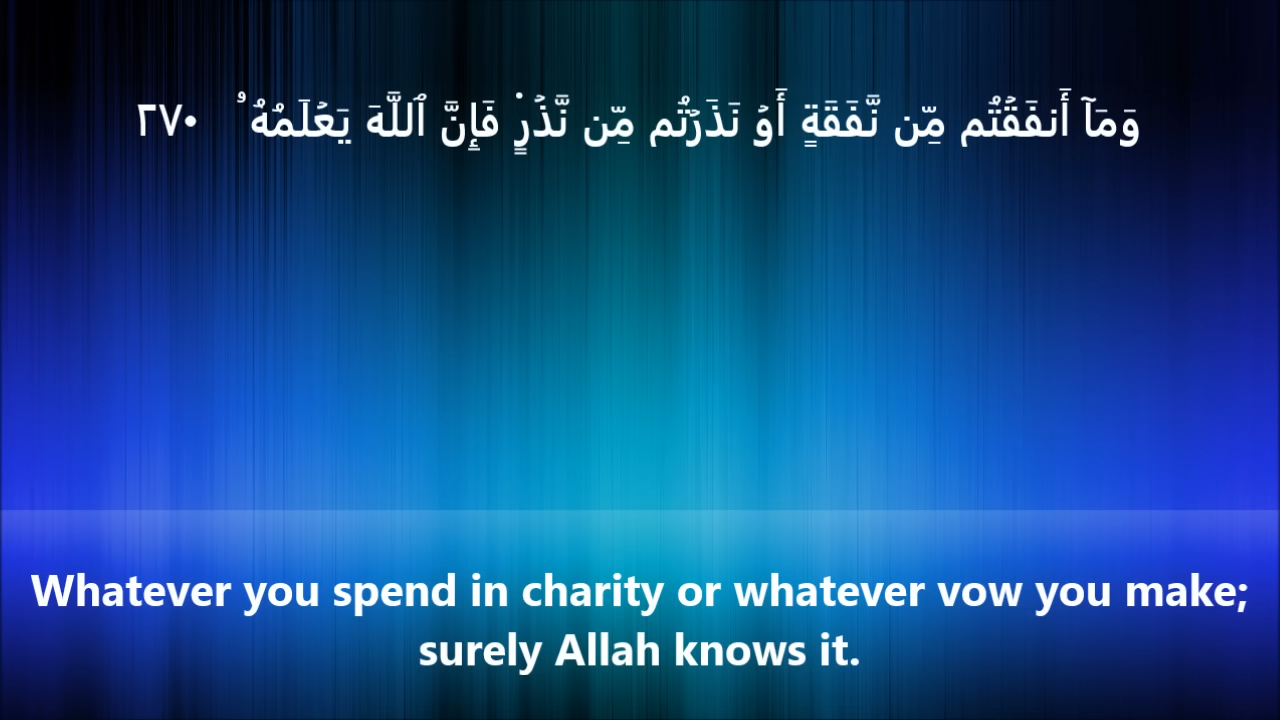 وَمَآ أَنفَقۡتُم مِّن نَّفَقَةٍ أَوۡ نَذَرۡتُم مِّن نَّذۡرٖ فَإِنَّ ٱللَّهَ يَعۡلَمُهُۥ ٢٧٠
Whatever you spend in charity or whatever vow you make;
surely Allah knows it.